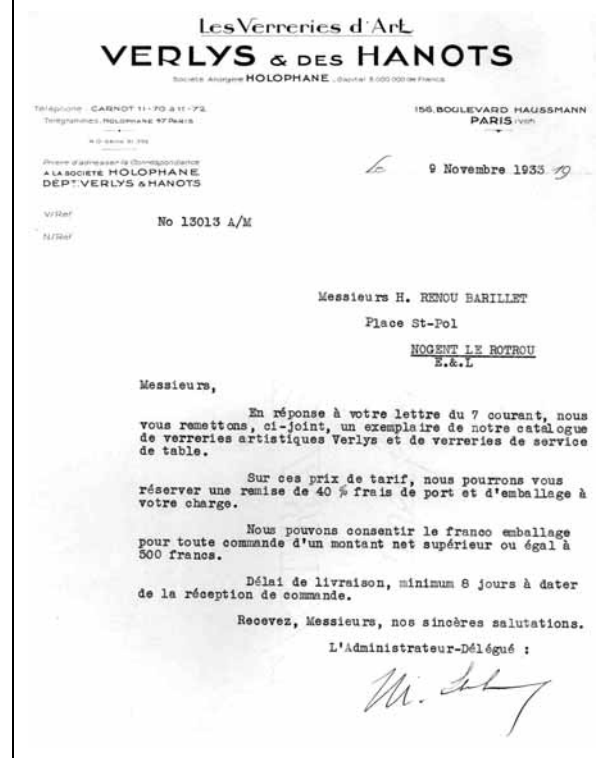 Les Verreries d'Art
VERLYS & DES HANOTS
Société Anonyme HOLOPHANE, Capital 8.000.000 de Francs
Téléphone : CARNOT 11-70 à 11-72
Télégrammes, HOLOPHANE 97 PARIS
156, BOULEVARD HAUSSMANN
PARIS (VIII)
Prière d'adresser la Correspondance
A LA SOCIETE HOLOPHANE
DÉPT VERLYS & HANOTS
le 9 Novembre 1933 19
V/Réf
No 13013 A/M
N/Réf
Messieurs H. RENOU BARILLET
Place St-Pol
NOGENT LE ROTROU
E.&.L
Messieurs,
En réponse à votre lettre du 7 courant, nous
vous remettons, ci-joint, un exemplaire de notre catalogue
de verreries artistiques Verlys et de verreries de service
de table.
Sur ces prix de tarif, nous pourrons vous
réserver une remise de 40 % frais de port et d'emballage à
votre charge.
Nous pouvons consentir le franco emballage
pour toute commande d'un montant net supérieur ou égal à
500 francs.
Délai de livraison, minimum 8 jours à dater
de la réception de commande.
Recevez, Messieurs, nos sincères salutations.
L'Administrateur-Délégué :